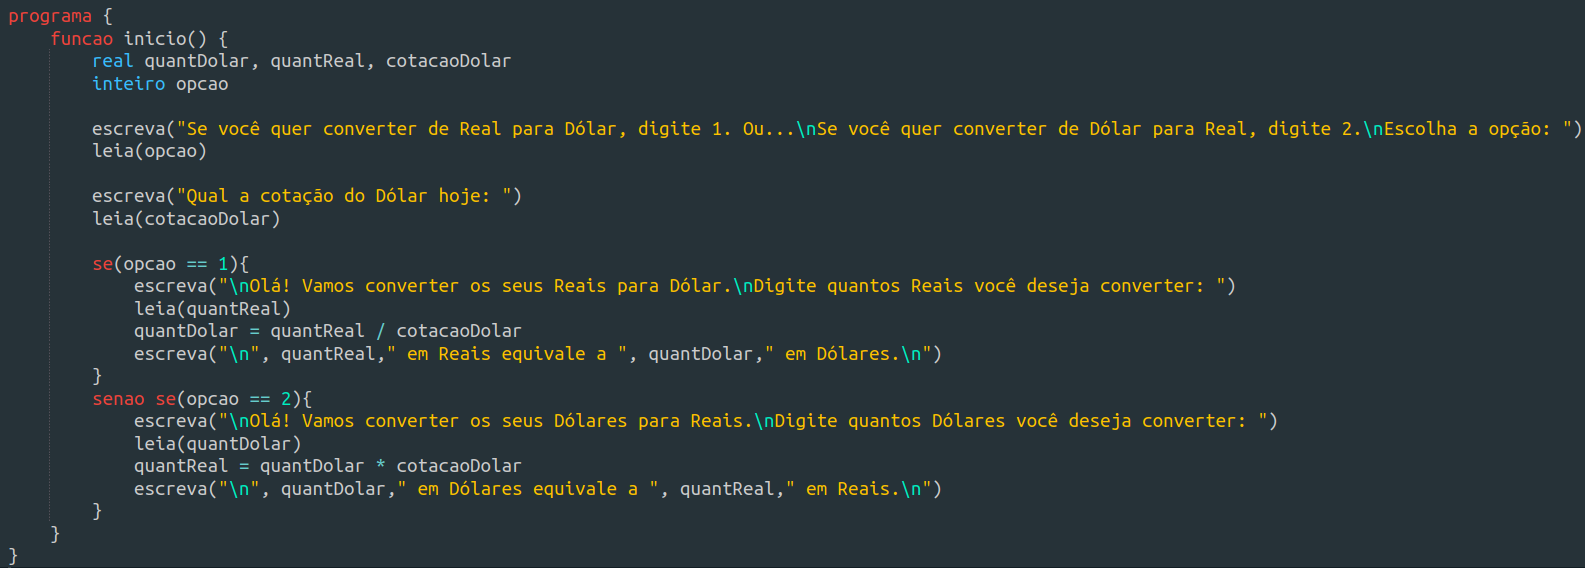 programa {
    funcao inicio() {
        real quantDolar, quantReal, cotacaoDolar
        inteiro opcao

        escreva("Se você quer converter de Real para Dólar, digite 1. Ou...\nSe você quer converter de Dólar para Real, digite 2.\nEscolha a opção: ")
        leia(opcao)

        escreva("Qual a cotação do Dólar hoje: ")
        leia(cotacaoDolar)

        se(opcao == 1){
            escreva("\nOlá! Vamos converter os seus Reais para Dólar.\nDigite quantos Reais você deseja converter: ")
            leia(quantReal)
            quantDolar = quantReal / cotacaoDolar
            escreva("\n", quantReal," em Reais equivale a ", quantDolar," em Dólares.\n")
        }
        senao se(opcao == 2){
            escreva("\nOlá! Vamos converter os seus Dólares para Reais.\nDigite quantos Dólares você deseja converter: ")
            leia(quantDolar)
            quantReal = quantDolar * cotacaoDolar
            escreva("\n", quantDolar," em Dólares equivale a ", quantReal," em Reais.\n")
        }
    }
}